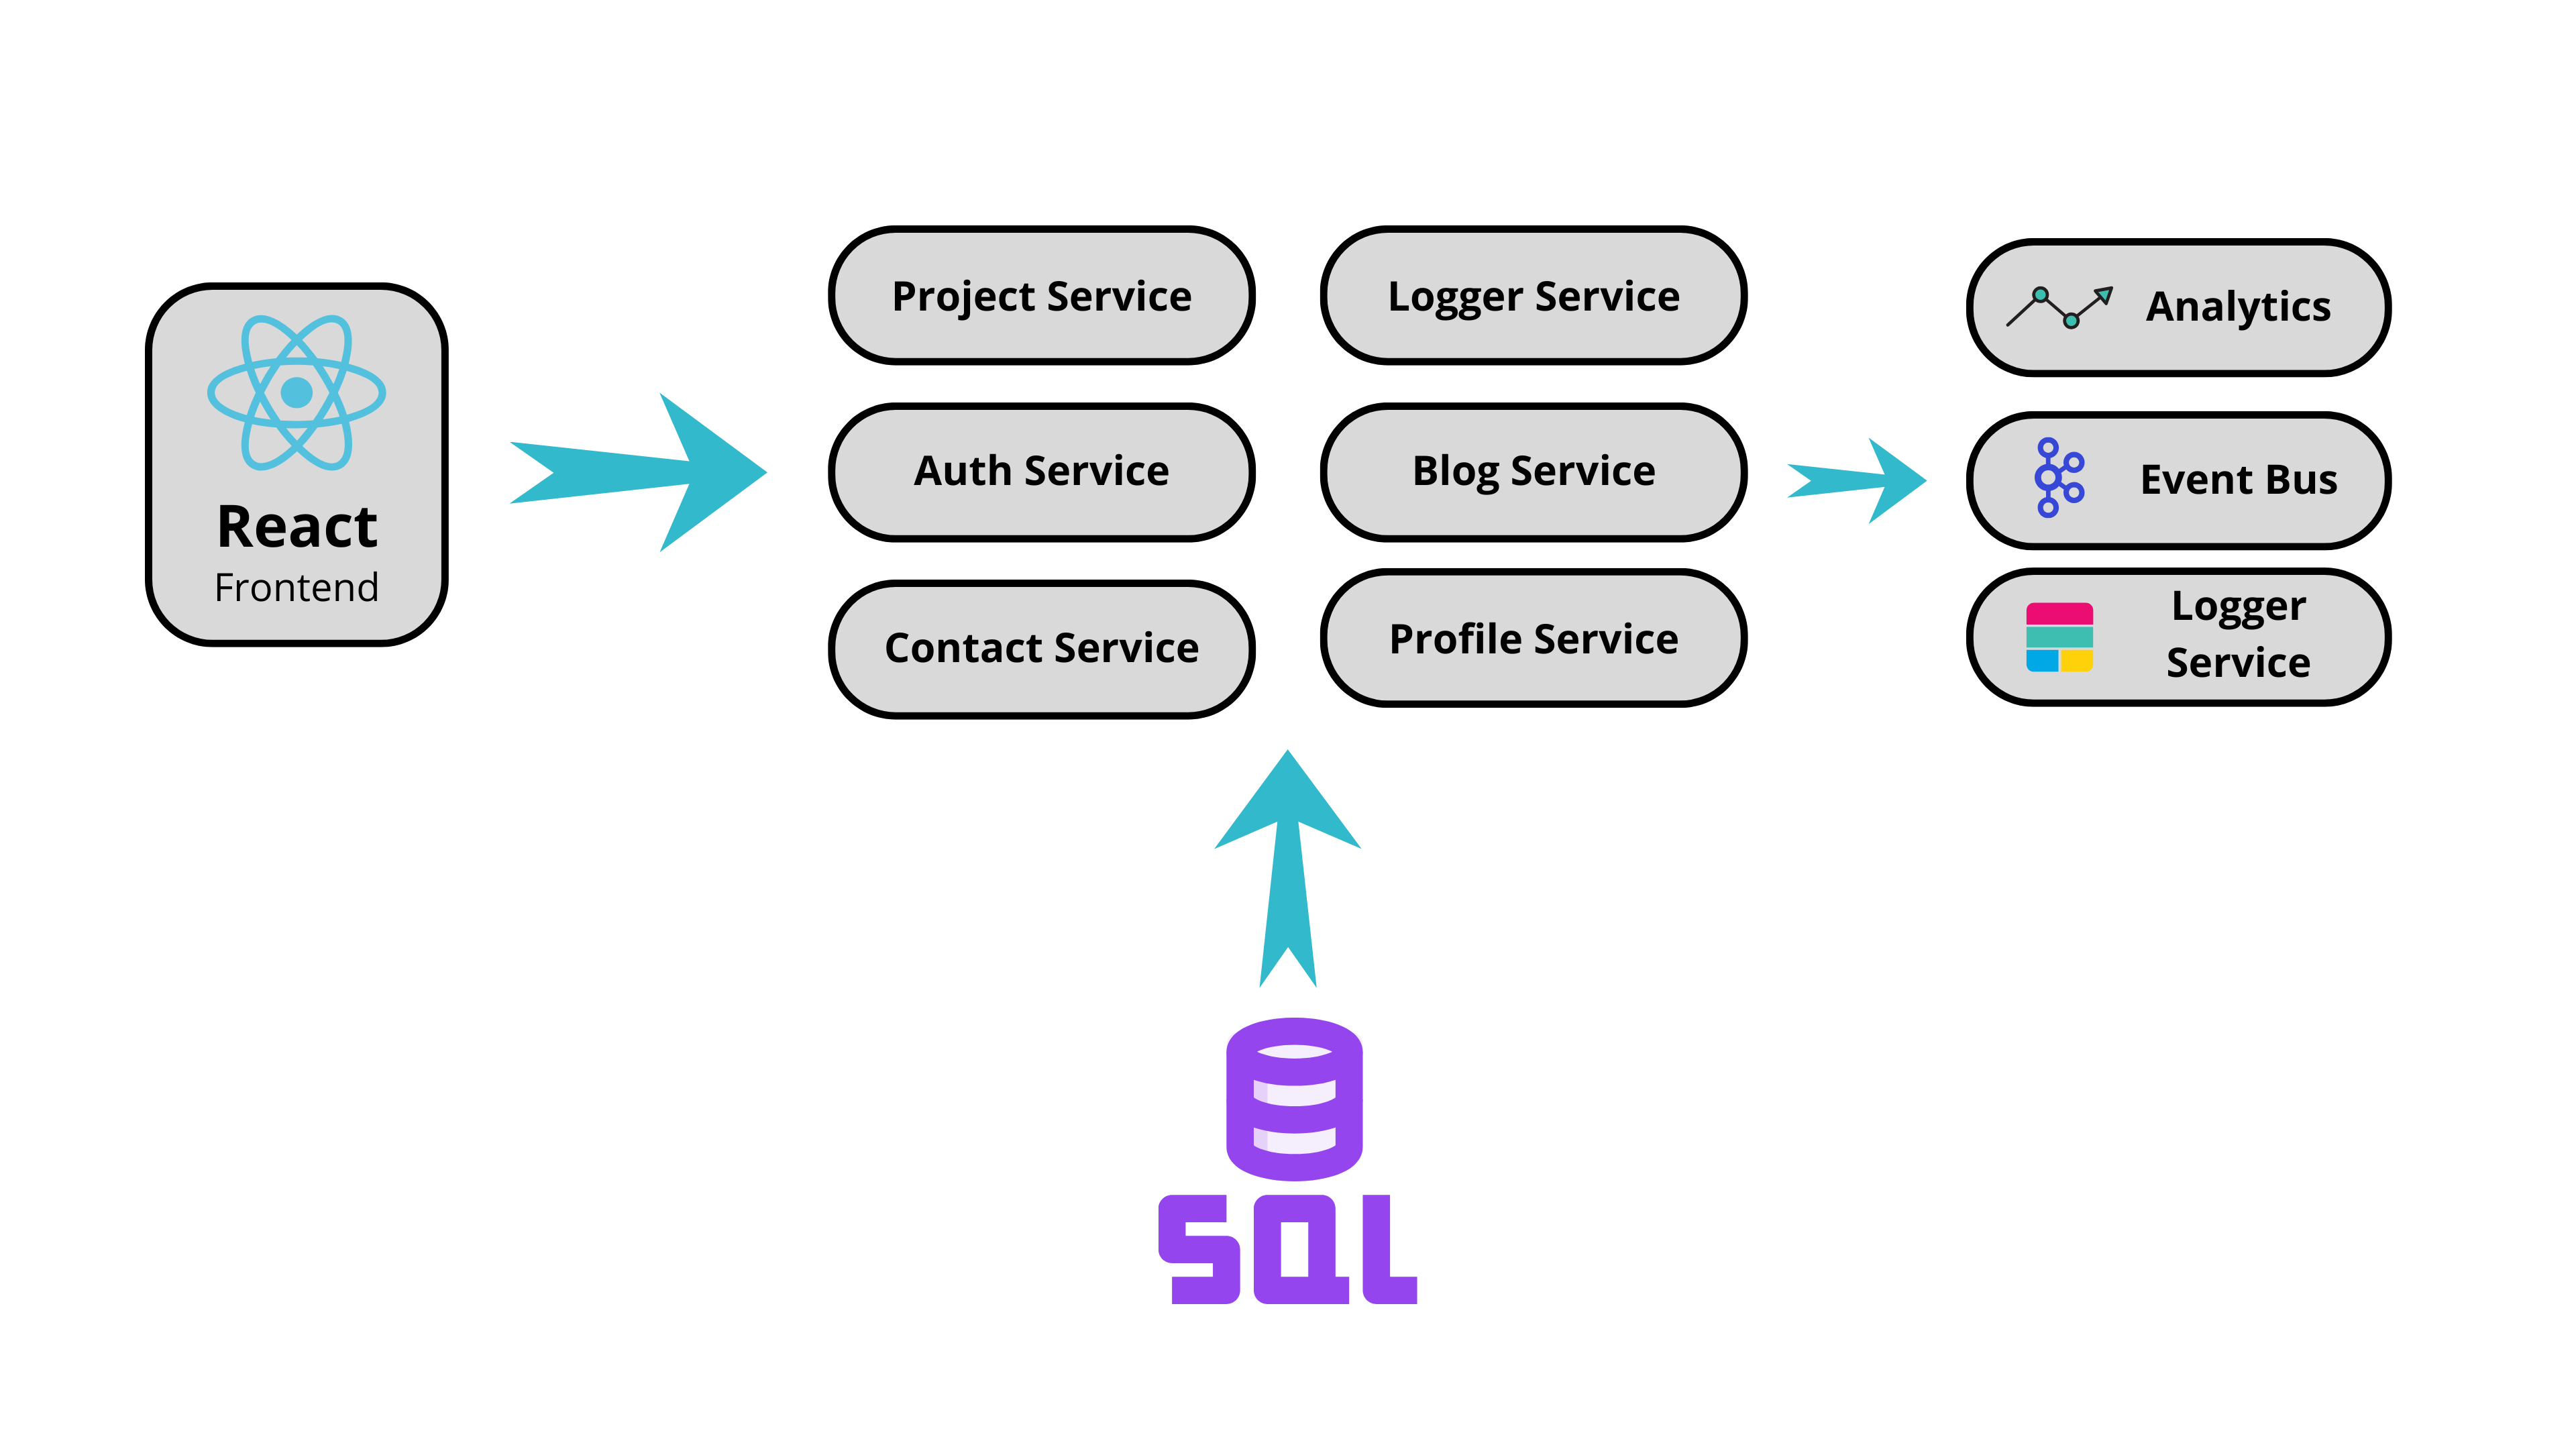 React
Frontend
Project Service
Logger Service
Auth Service
Blog Service
Contact Service
Profile Service
Analytics
Event Bus
Logger
Service
SQL